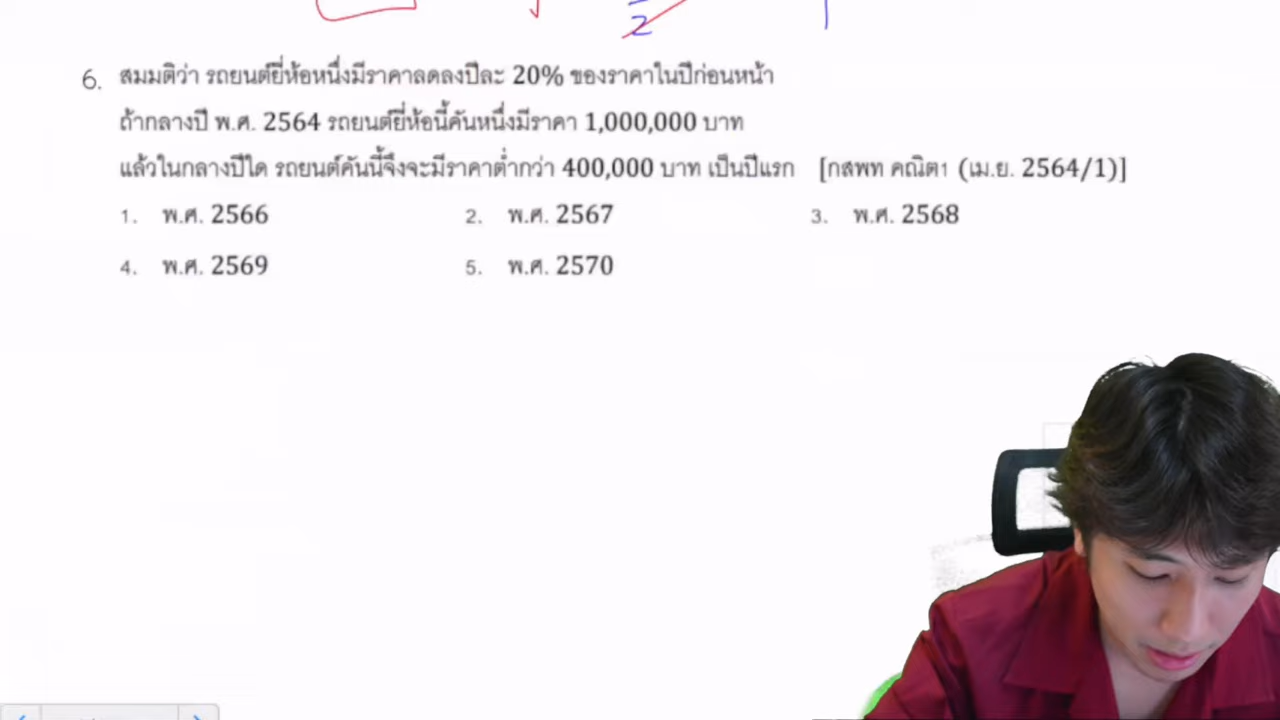 2
6. สมมติว่า รถยนต์ยี่ห้อหนึ่งมีราคาลดลงปีละ 20% ของราคาในปีก่อนหน้า
ถ้ากลางปี พ.ศ. 2564 รถยนต์ยี่ห้อนี้คันหนึ่งมีราคา 1,000,000 บาท
แล้วในกลางปีใด รถยนต์คันนี้จึงจะมีราคาต่ำกว่า 400,000 บาท เป็นปีแรก [กสพท คณิต1 (เม.ย. 2564/1)]
1. พ.ศ. 2566 2. พ.ศ. 2567 3. พ.ศ. 2568
4. พ.ศ. 2569 5. พ.ศ. 2570